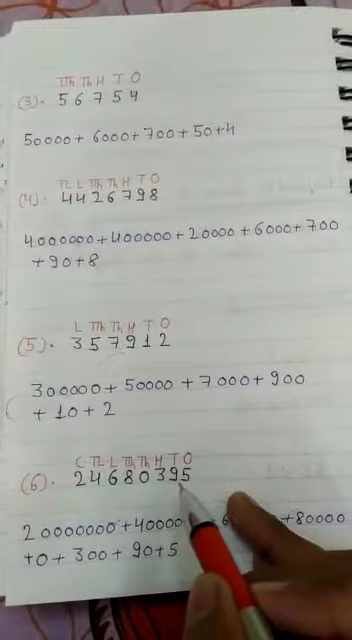 TTh Th H T O
(3). 5 6 7 5 4
50000 + 6000 + 700 + 50 + 4
TL L TTh Th H T O
(4). 4 4 2 6 7 9 8
4000000 + 400000 + 20000 + 6000 + 700
+ 90 + 8
L TTh Th H T O
(5). 3 5 7 9 1 2
300000 + 50000 + 7000 + 900
+ 10 + 2
C TL L TTh Th H T O
(6). 2 4 6 8 0 3 9 5
20000000 + 40000 + 80000
+0 + 300 + 90 + 5